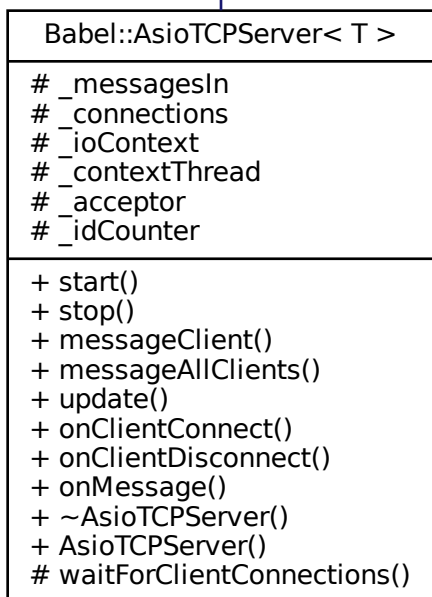 Babel::AsioTCPServer< T >
# _messagesIn
# _connections
# _ioContext
# _contextThread
# _acceptor
# _idCounter
+ start()
+ stop()
+ messageClient()
+ messageAllClients()
+ update()
+ onClientConnect()
+ onClientDisconnect()
+ onMessage()
+ ~AsioTCPServer()
+ AsioTCPServer()
# waitForClientConnections()